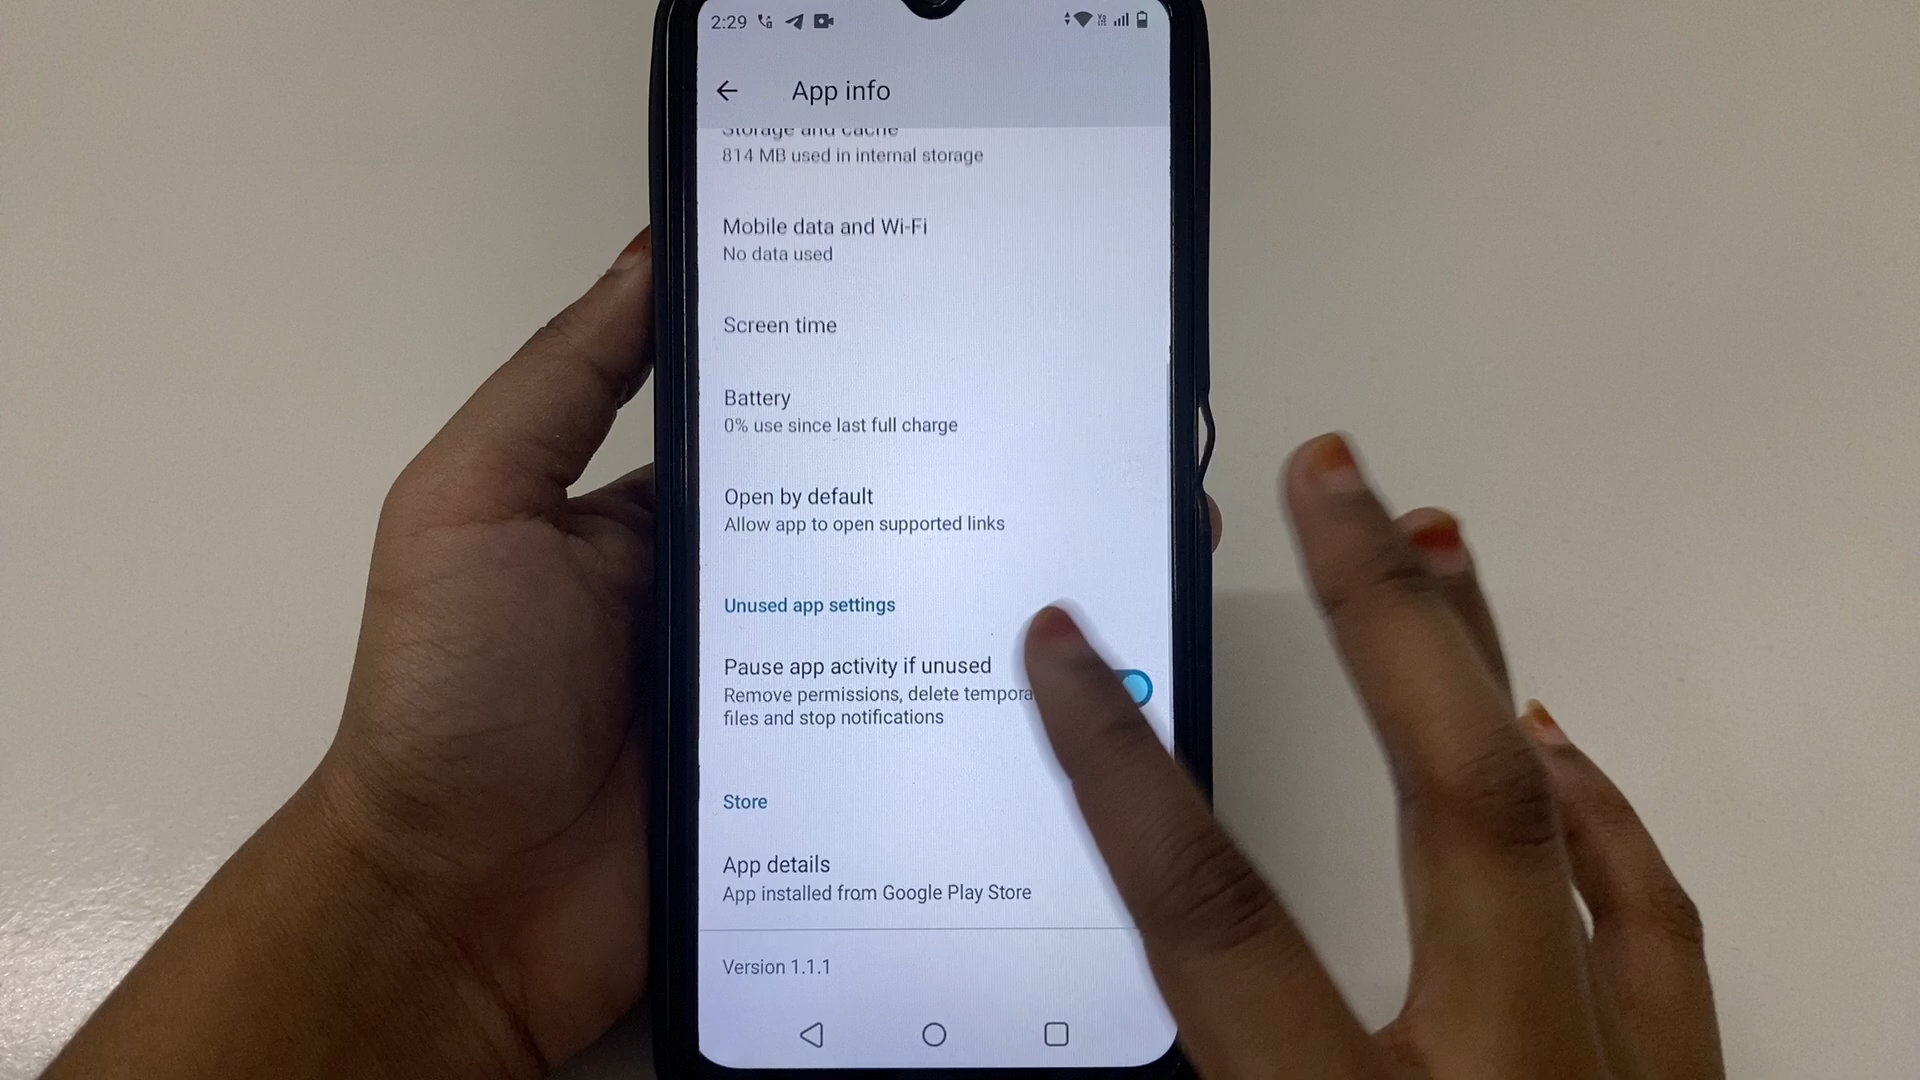 2:29
App info
Storage and cache
814 MB used in internal storage
Mobile data and Wi-Fi
No data used
Screen time
Battery
0% use since last full charge
Open by default
Allow app to open supported links
Unused app settings
Pause app activity if unused
Remove permissions, delete tempora
files and stop notifications
Store
App details
App installed from Google Play Store
Version 1.1.1